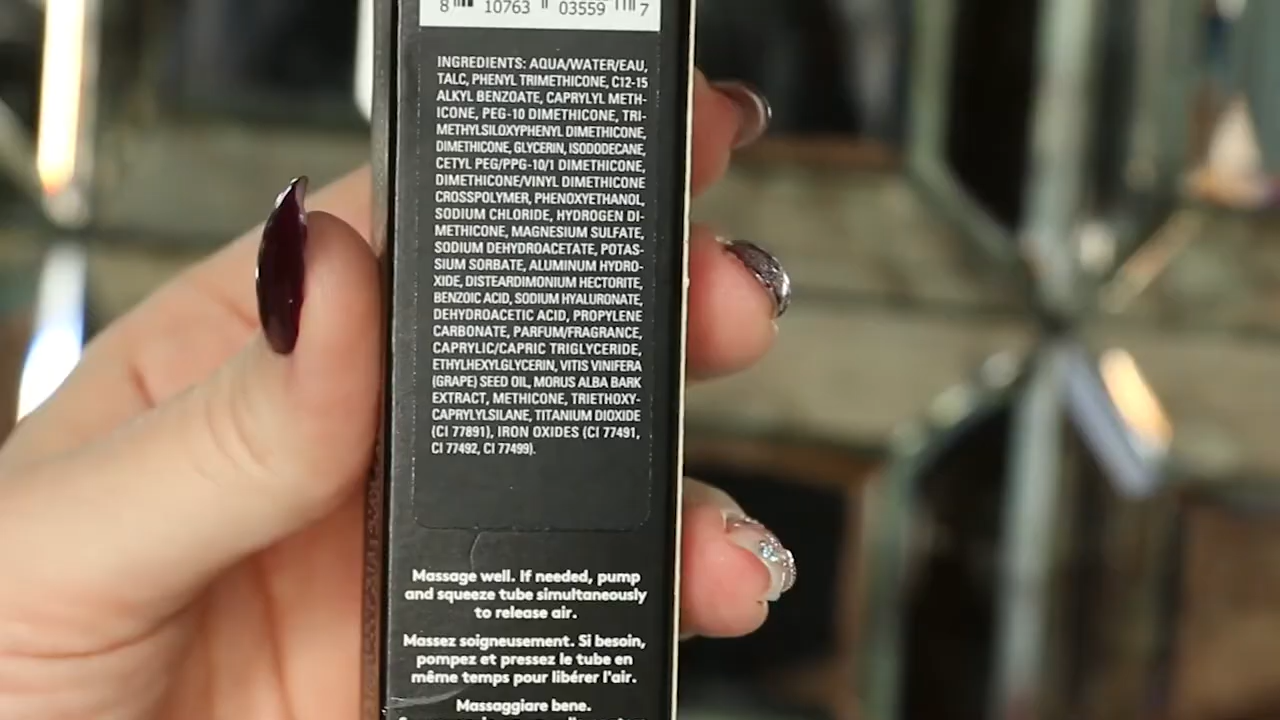 8 10763 03559 7
INGREDIENTS: AQUA/WATER/EAU,
TALC, PHENYL TRIMETHICONE, C12-15
ALKYL BENZOATE, CAPRYLYL METH-
ICONE, PEG-10 DIMETHICONE, TRI-
METHYLSILOXYPHENYL DIMETHICONE,
DIMETHICONE, GLYCERIN, ISODODECANE,
CETYL PEG/PPG-10/1 DIMETHICONE,
DIMETHICONE/VINYL DIMETHICONE
CROSSPOLYMER, PHENOXYETHANOL,
SODIUM CHLORIDE, HYDROGEN DI-
METHICONE, MAGNESIUM SULFATE,
SODIUM DEHYDROACETATE, POTAS-
SIUM SORBATE, ALUMINUM HYDRO-
XIDE, DISTEARDIMONIUM HECTORITE,
BENZOIC ACID, SODIUM HYALURONATE,
DEHYDROACETIC ACID, PROPYLENE
CARBONATE, PARFUM/FRAGRANCE,
CAPRYLIC/CAPRIC TRIGLYCERIDE,
ETHYLHEXYLGLYCERIN, VITIS VINIFERA
(GRAPE) SEED OIL, MORUS ALBA BARK
EXTRACT, METHICONE, TRIETHOXY-
CAPRYLYLSILANE, TITANIUM DIOXIDE
(CI 77891), IRON OXIDES (CI 77491,
CI 77492, CI 77499).
Massage well. If needed, pump
and squeeze tube simultaneously
to release air.
Massez soigneusement. Si besoin,
pompez et pressez le tube en
même temps pour libérer l'air.
Massaggiare bene.